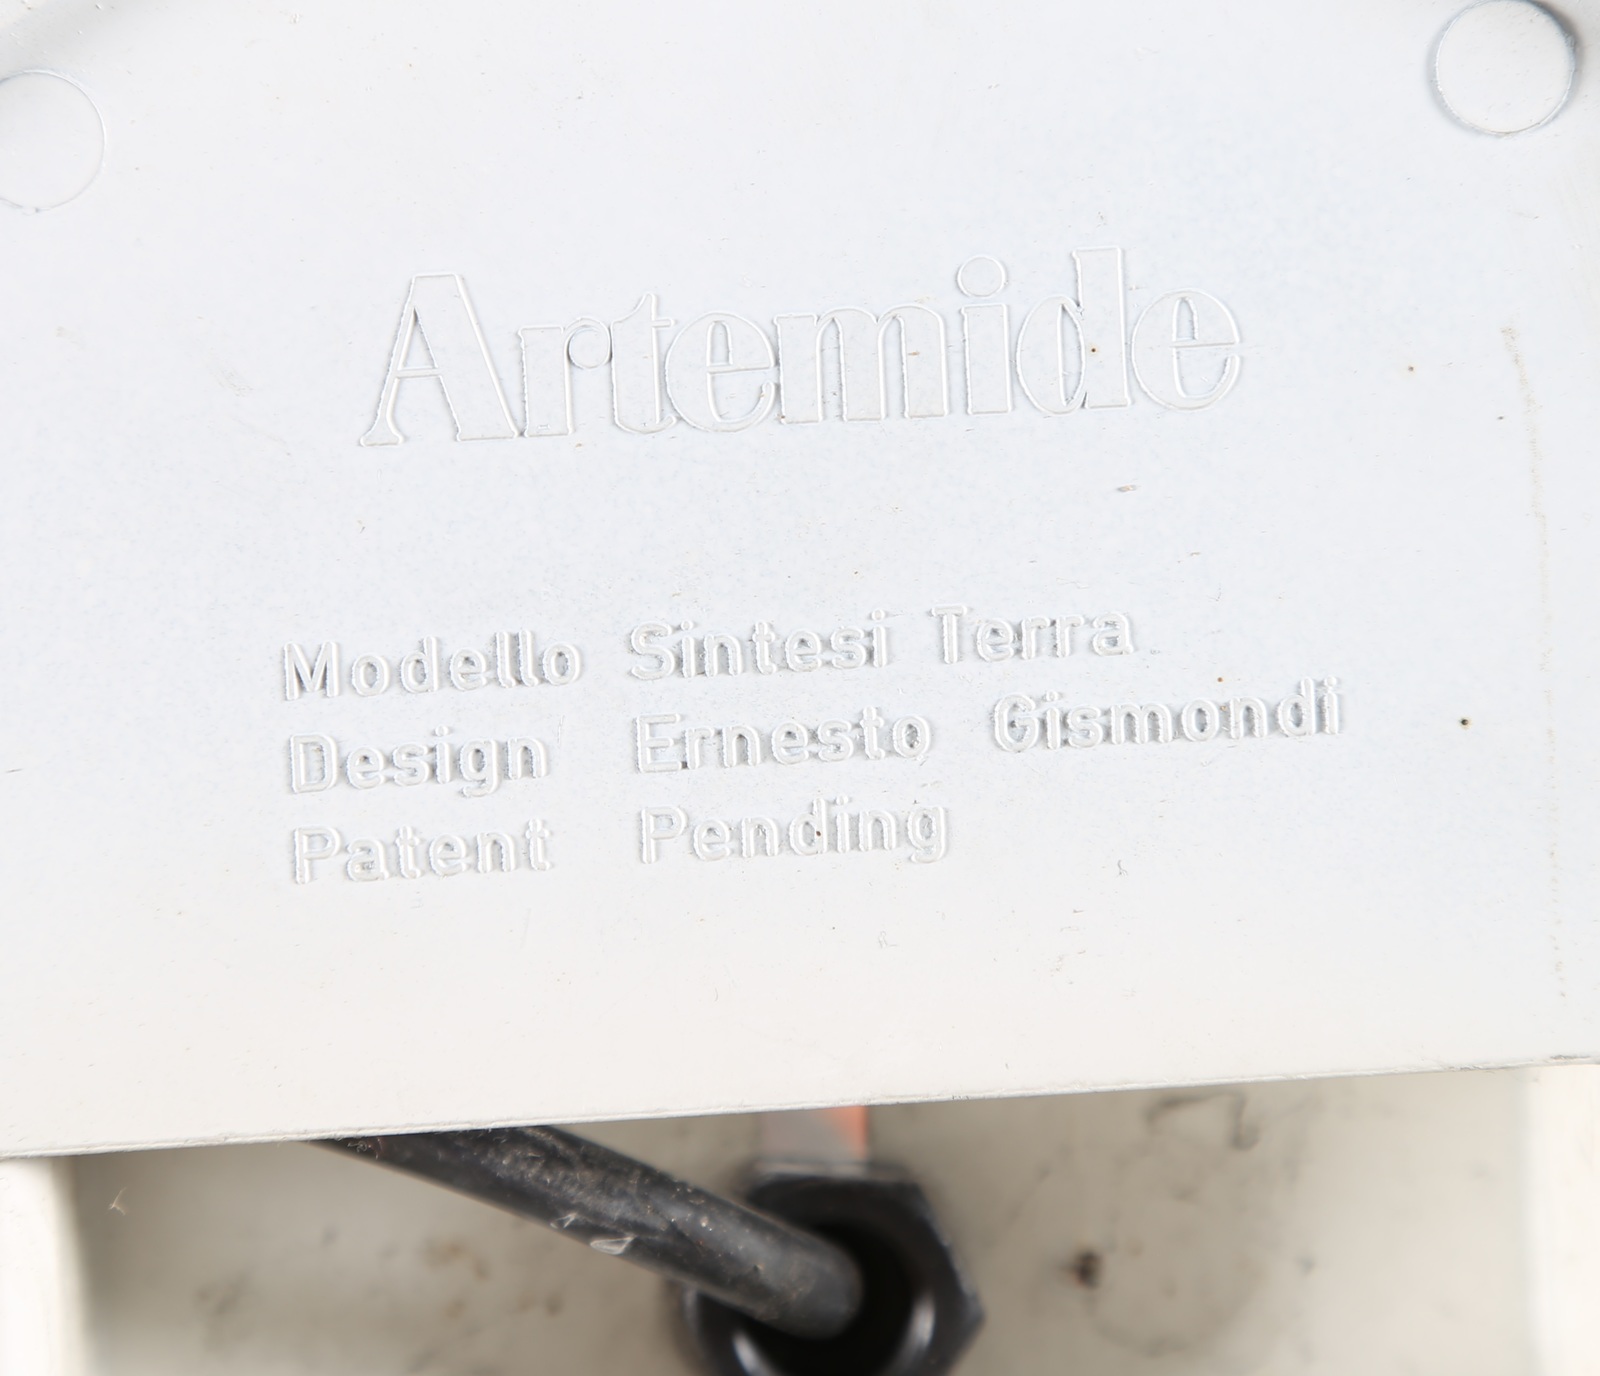 Artemide
Modello Sintesi Terra
Design Ernesto Gismondi
Patent Pending